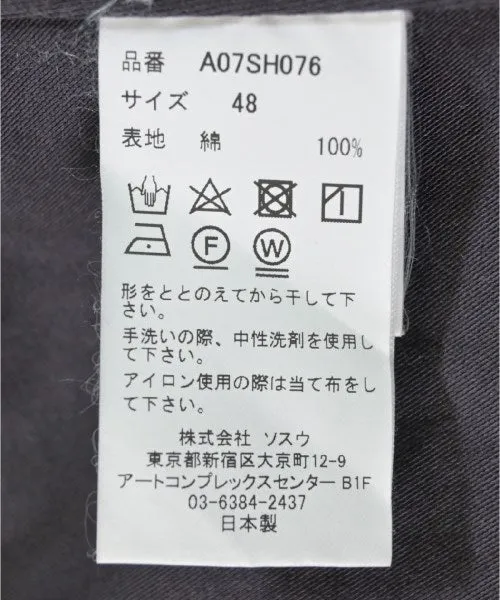 品番 A07SH076
サイズ 48
表地 綿 100%
F W
形をととのえてから干して下
さい。
手洗いの際、中性洗剤を使用し
て下さい。
アイロン使用の際は当て布をし
て下さい。
株式会社 ソスウ
東京都新宿区大京町12-9
アートコンプレックスセンター B1F
03-6384-2437
日本製